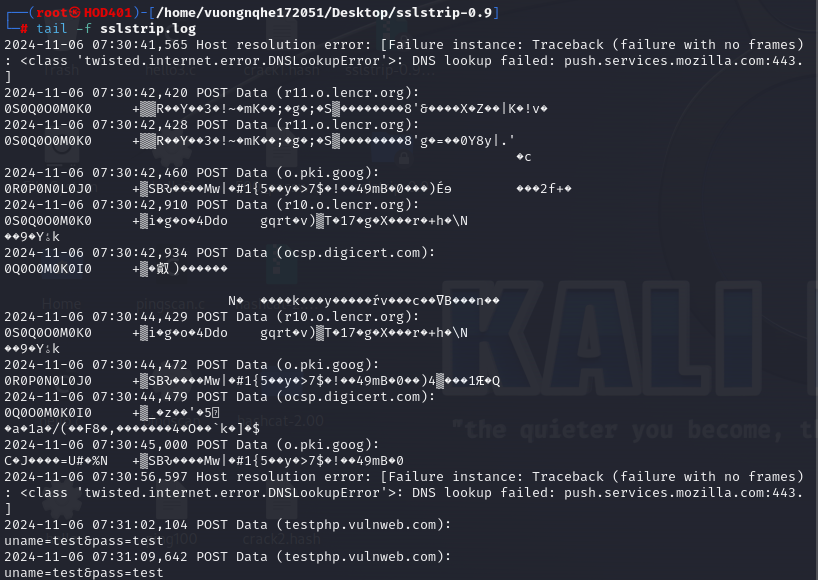 (root㉿HOD401)-[/home/vuongnqhe172051/Desktop/sslstrip-0.9]
# tail -f sslstrip.log
2024-11-06 07:30:41,565 Host resolution error: [Failure instance: Traceback (failure with no frames)
: <class 'twisted.internet.error.DNSLookupError'>: DNS lookup failed: push.services.mozilla.com:443.
]
2024-11-06 07:30:42,420 POST Data (r11.o.lencr.org):
0S0Q0O0M0K0 +▒▒R��Y��3�!~�mK��;�g�;�S▒��������8'&����X�Z��|K�!v�
2024-11-06 07:30:42,428 POST Data (r11.o.lencr.org):
0S0Q0O0M0K0 +▒▒R��Y��3�!~�mK��;�g�;�S▒��������8'g�=��0Y8y|.'
�c
2024-11-06 07:30:42,460 POST Data (o.pki.goog):
0R0P0N0L0J0 +▒SBԅ����Mw|�#1{5��y�>7$�!��49mB�0���)Éɘ ���2f+�
2024-11-06 07:30:42,910 POST Data (r10.o.lencr.org):
0S0Q0O0M0K0 +▒i�g�o�4Ddo gqrt�v)▒T�17�g�X���r�+h�\N
��9�Y k
2024-11-06 07:30:42,934 POST Data (ocsp.digicert.com):
0Q0O0M0K0I0 +▒�叡)������
N� ����k���y�����ŕv���c��∇B���n��
2024-11-06 07:30:44,429 POST Data (r10.o.lencr.org):
0S0Q0O0M0K0 +▒i�g�o�4Ddo gqrt�v)▒T�17�g�X���r�+h�\N
��9�Y k
2024-11-06 07:30:44,472 POST Data (o.pki.goog):
0R0P0N0L0J0 +▒SBԅ����Mw|�#1{5��y�>7$�!��49mB�0��)4▒���1Ɐ�Q
2024-11-06 07:30:44,479 POST Data (ocsp.digicert.com):
0Q0O0M0K0I0 +▒_�z��'�5
�a�1a�/(��F8�,�������4�O��`k�]�$
2024-11-06 07:30:45,000 POST Data (o.pki.goog):
C�J����=U#�%N +▒SBԅ����Mw|�#1{5��y�>7$�!��49mB�0
2024-11-06 07:30:56,597 Host resolution error: [Failure instance: Traceback (failure with no frames)
: <class 'twisted.internet.error.DNSLookupError'>: DNS lookup failed: push.services.mozilla.com:443.
]
2024-11-06 07:31:02,104 POST Data (testphp.vulnweb.com):
uname=test&pass=test
2024-11-06 07:31:09,642 POST Data (testphp.vulnweb.com):
uname=test&pass=test
KALI
"the quieter you become, t
Home
pingscan.c
hashcat-2.00
crack2.hash